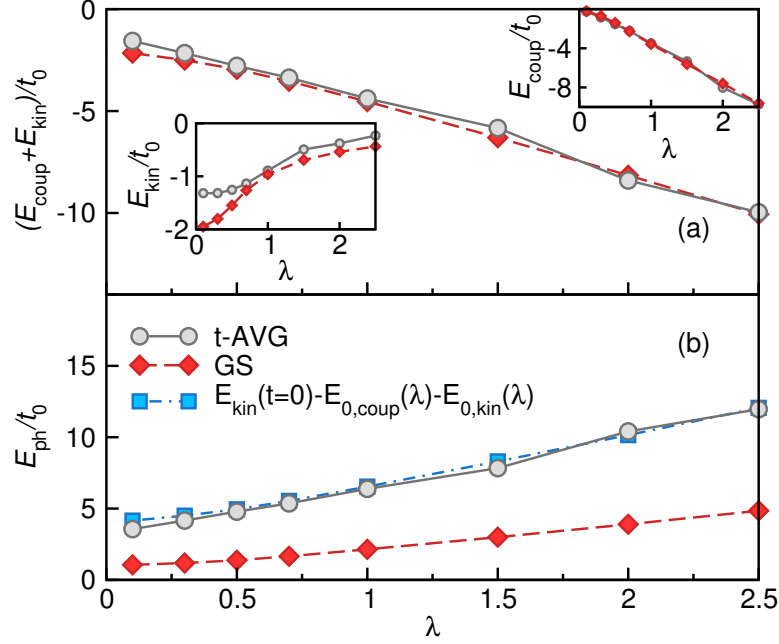 0
-5
-10
(E_coup+E_kin)/t_0
E_coup/t_0
-4
-8
0 1 2
λ
E_kin/t_0
0
-1
-2
0 1 2
λ
(a)
(b)
t-AVG
GS
E_kin(t=0)-E_0,coup(λ)-E_0,kin(λ)
E_ph/t_0
15
10
5
0
0 0.5 1 1.5 2 2.5
λ